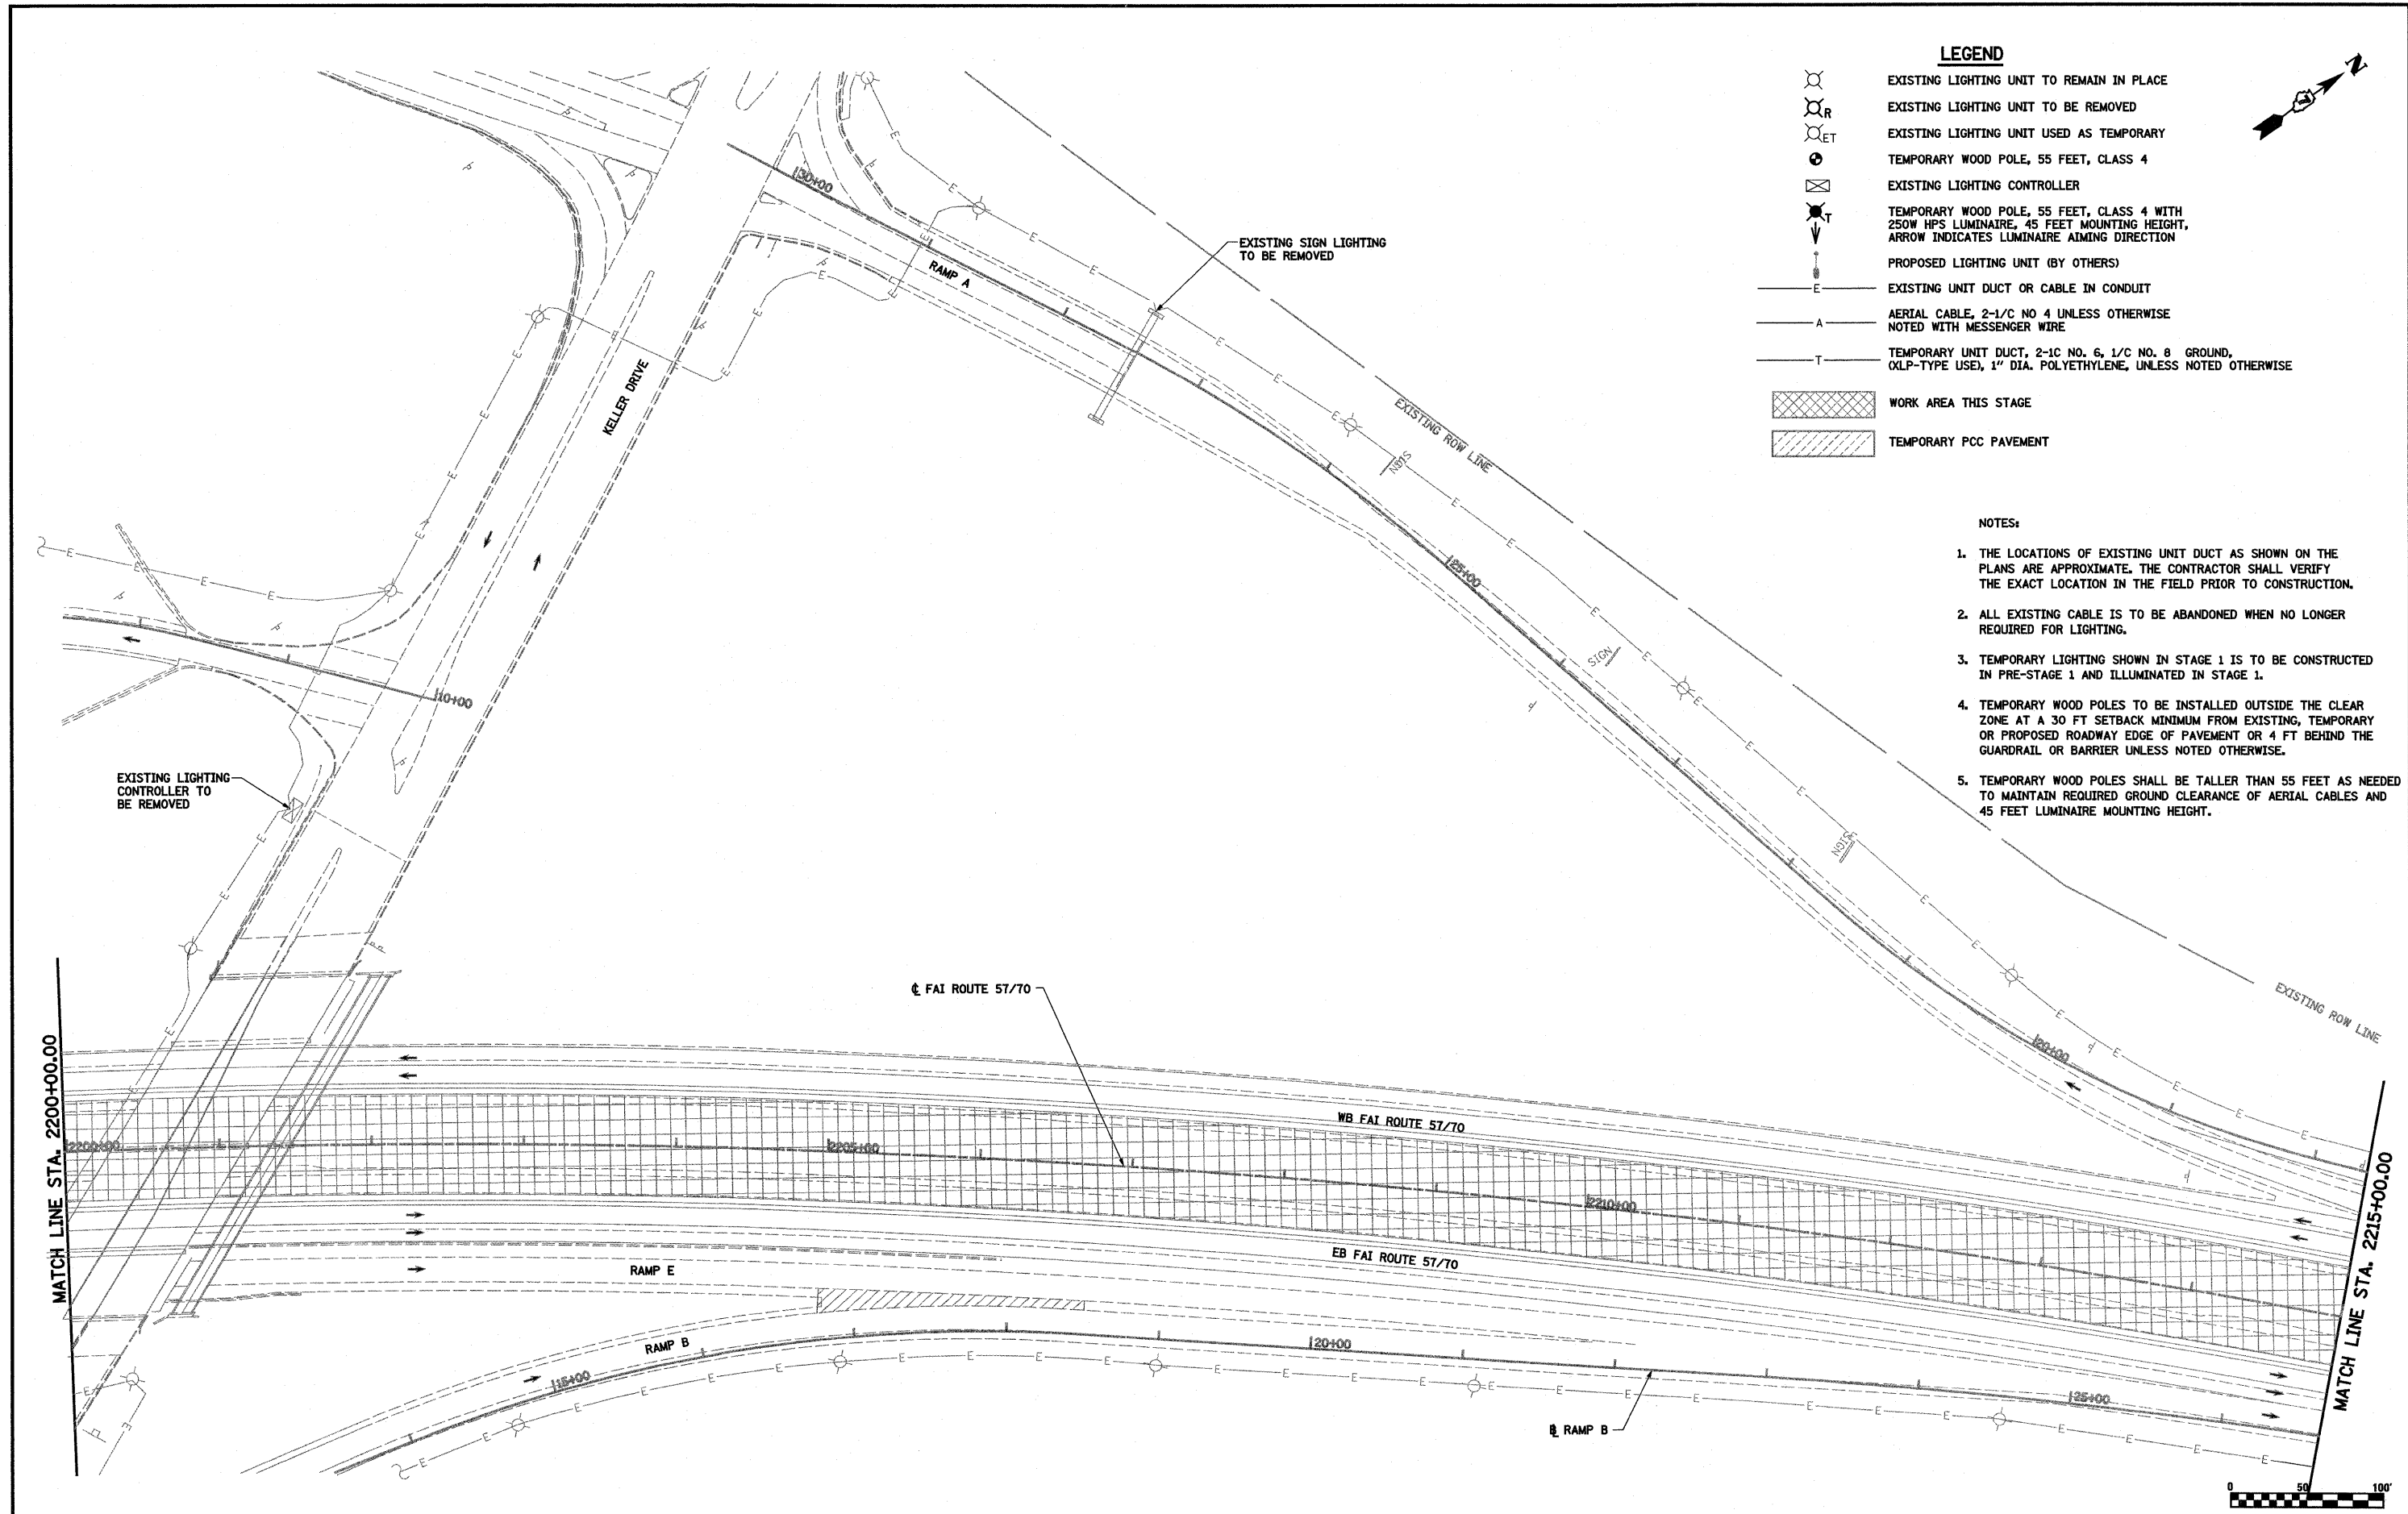 LEGEND
EXISTING LIGHTING UNIT TO REMAIN IN PLACE
R EXISTING LIGHTING UNIT TO BE REMOVED
ET EXISTING LIGHTING UNIT USED AS TEMPORARY
TEMPORARY WOOD POLE, 55 FEET, CLASS 4
EXISTING LIGHTING CONTROLLER
T TEMPORARY WOOD POLE, 55 FEET, CLASS 4 WITH
250W HPS LUMINAIRE, 45 FEET MOUNTING HEIGHT,
ARROW INDICATES LUMINAIRE AIMING DIRECTION
PROPOSED LIGHTING UNIT (BY OTHERS)
E EXISTING UNIT DUCT OR CABLE IN CONDUIT
A AERIAL CABLE, 2-1/C NO 4 UNLESS OTHERWISE
NOTED WITH MESSENGER WIRE
T TEMPORARY UNIT DUCT, 2-1C NO. 6, 1/C NO. 8 GROUND,
(XLP-TYPE USE), 1" DIA. POLYETHYLENE, UNLESS NOTED OTHERWISE
WORK AREA THIS STAGE
TEMPORARY PCC PAVEMENT
N
NOTES:
1. THE LOCATIONS OF EXISTING UNIT DUCT AS SHOWN ON THE
PLANS ARE APPROXIMATE. THE CONTRACTOR SHALL VERIFY
THE EXACT LOCATION IN THE FIELD PRIOR TO CONSTRUCTION.
2. ALL EXISTING CABLE IS TO BE ABANDONED WHEN NO LONGER
REQUIRED FOR LIGHTING.
3. TEMPORARY LIGHTING SHOWN IN STAGE 1 IS TO BE CONSTRUCTED
IN PRE-STAGE 1 AND ILLUMINATED IN STAGE 1.
4. TEMPORARY WOOD POLES TO BE INSTALLED OUTSIDE THE CLEAR
ZONE AT A 30 FT SETBACK MINIMUM FROM EXISTING, TEMPORARY
OR PROPOSED ROADWAY EDGE OF PAVEMENT OR 4 FT BEHIND THE
GUARDRAIL OR BARRIER UNLESS NOTED OTHERWISE.
5. TEMPORARY WOOD POLES SHALL BE TALLER THAN 55 FEET AS NEEDED
TO MAINTAIN REQUIRED GROUND CLEARANCE OF AERIAL CABLES AND
45 FEET LUMINAIRE MOUNTING HEIGHT.
30+00
RAMP A
EXISTING SIGN LIGHTING
TO BE REMOVED
KELLER DRIVE
EXISTING ROW LINE
SIGN
25+00
SIGN
SIGN
10+00
EXISTING LIGHTING
CONTROLLER TO
BE REMOVED
EXISTING ROW LINE
20+00
℄ FAI ROUTE 57/70
MATCH LINE STA. 2200+00.00
2200+00
2205+00
WB FAI ROUTE 57/70
2210+00
EB FAI ROUTE 57/70
RAMP E
RAMP B
15+00
20+00
25+00
RAMP B
MATCH LINE STA. 2215+00.00
0 50 100'